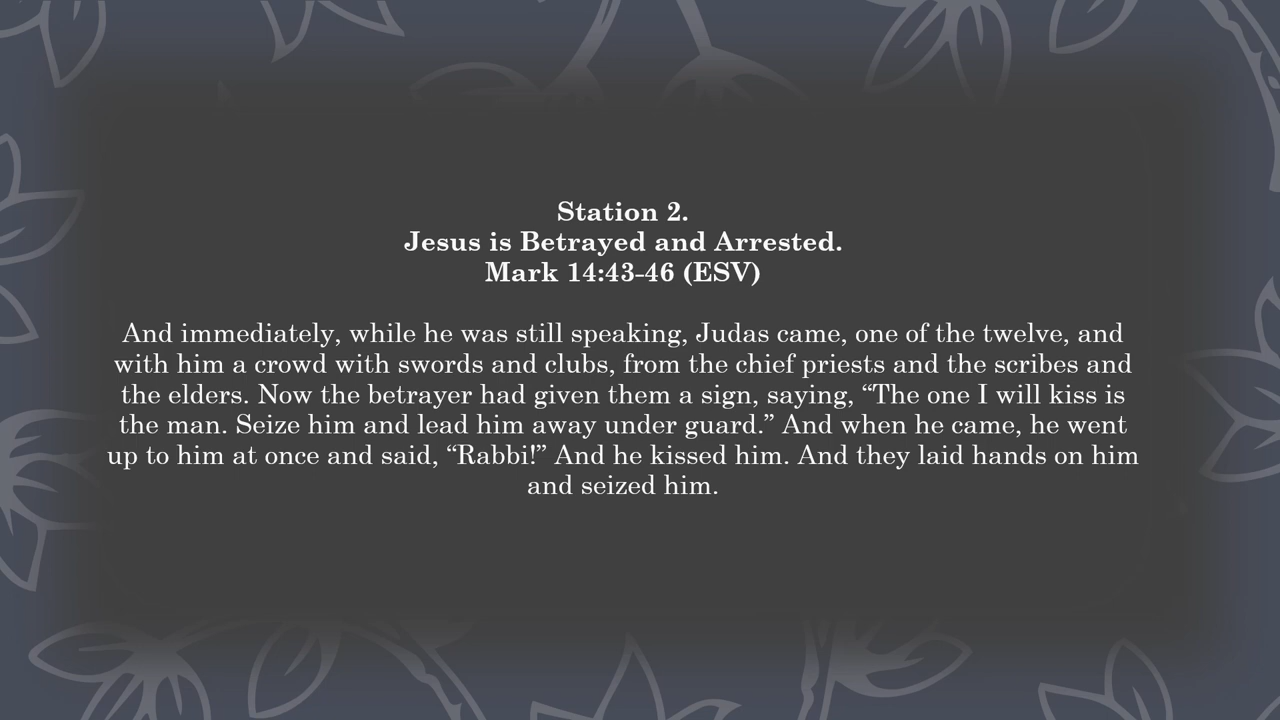 Station 2.
Jesus is Betrayed and Arrested.
Mark 14:43-46 (ESV)
And immediately, while he was still speaking, Judas came, one of the twelve, and
with him a crowd with swords and clubs, from the chief priests and the scribes and
the elders. Now the betrayer had given them a sign, saying, “The one I will kiss is
the man. Seize him and lead him away under guard.” And when he came, he went
up to him at once and said, “Rabbi!” And he kissed him. And they laid hands on him
and seized him.